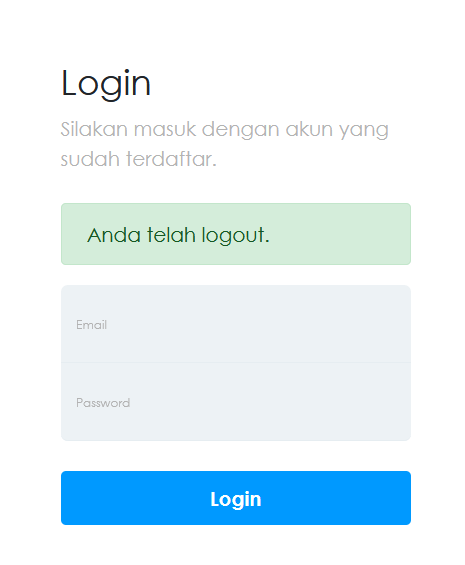 Login
Silakan masuk dengan akun yang
sudah terdaftar.
Anda telah logout.
Email
Password
Login